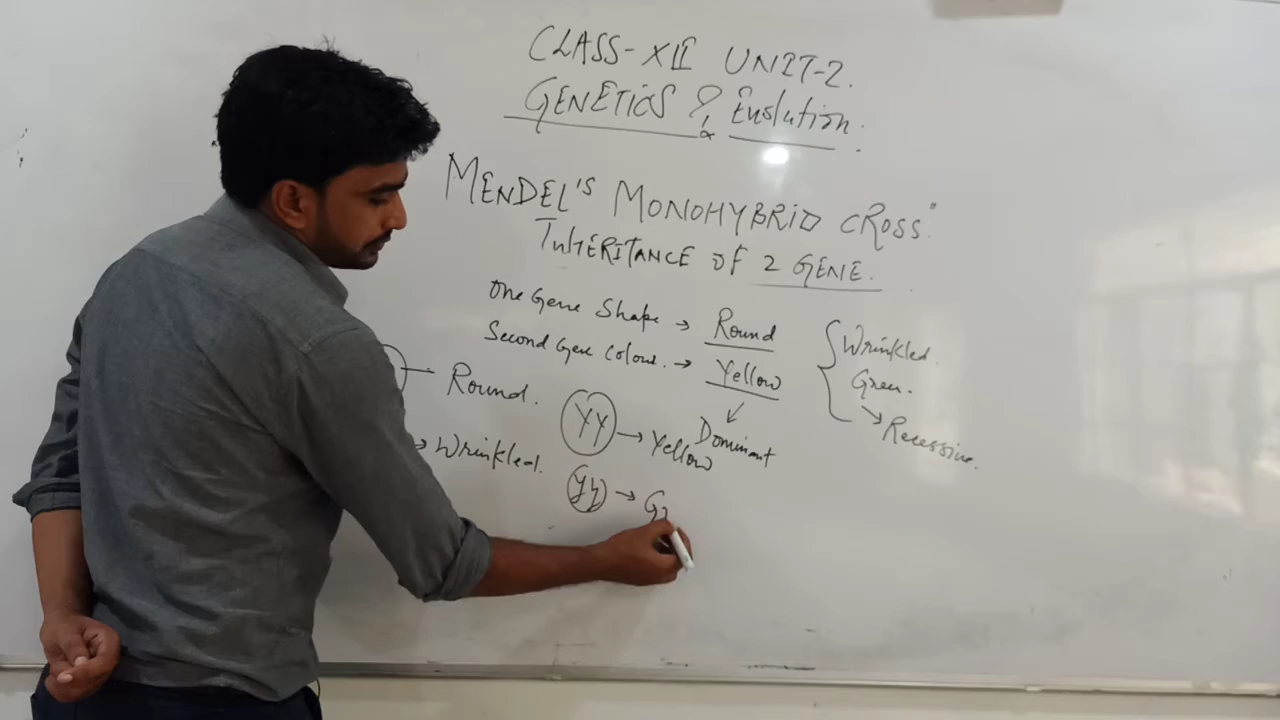 CLASS-XII UNIT-2.
GENETICS & Evolution.
MENDEL'S MONOHYBRID CROSS"
INHERITANCE OF 2 GENE.
One Gene Shape → Round
Second Gene Colour. → Yellow
Wrinkled.
Green.
→ Recessive.
Dominant
Round.
→ Wrinkled.
YY → Yellow
yy → G